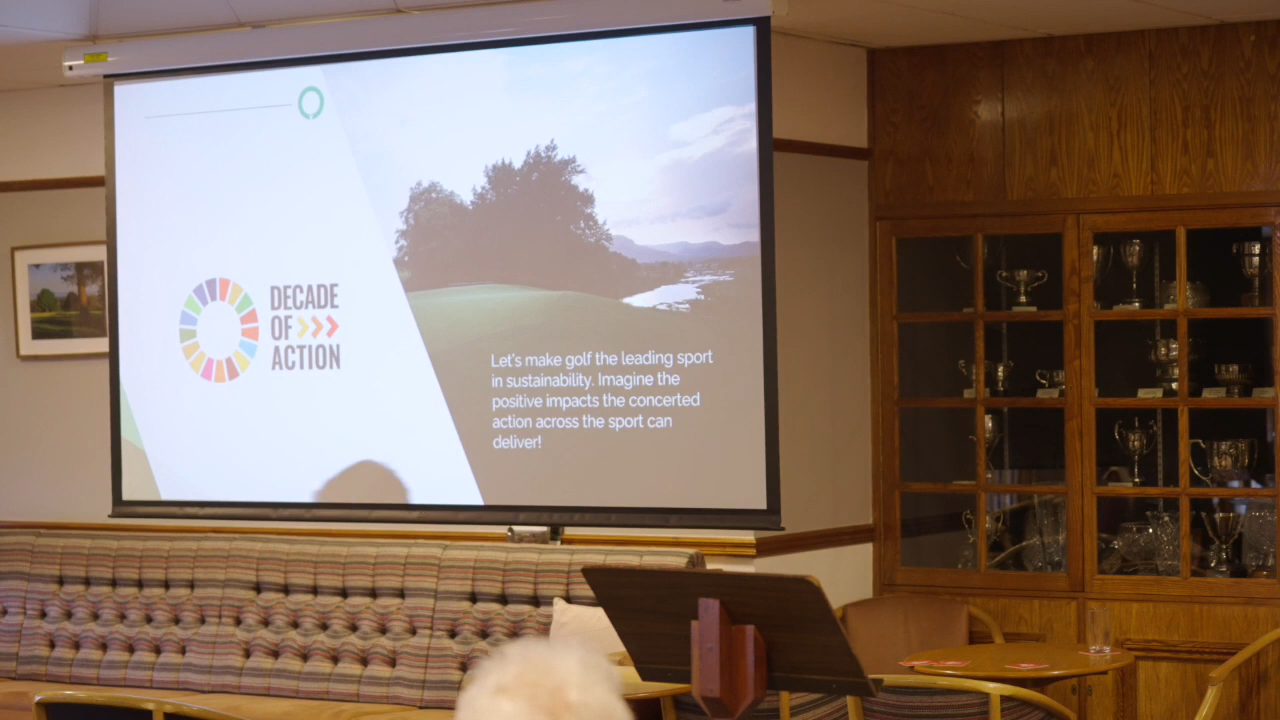 DECADE
OF
ACTION
Let's make golf the leading sport
in sustainability. Imagine the
positive impacts the concerted
action across the sport can
deliver!